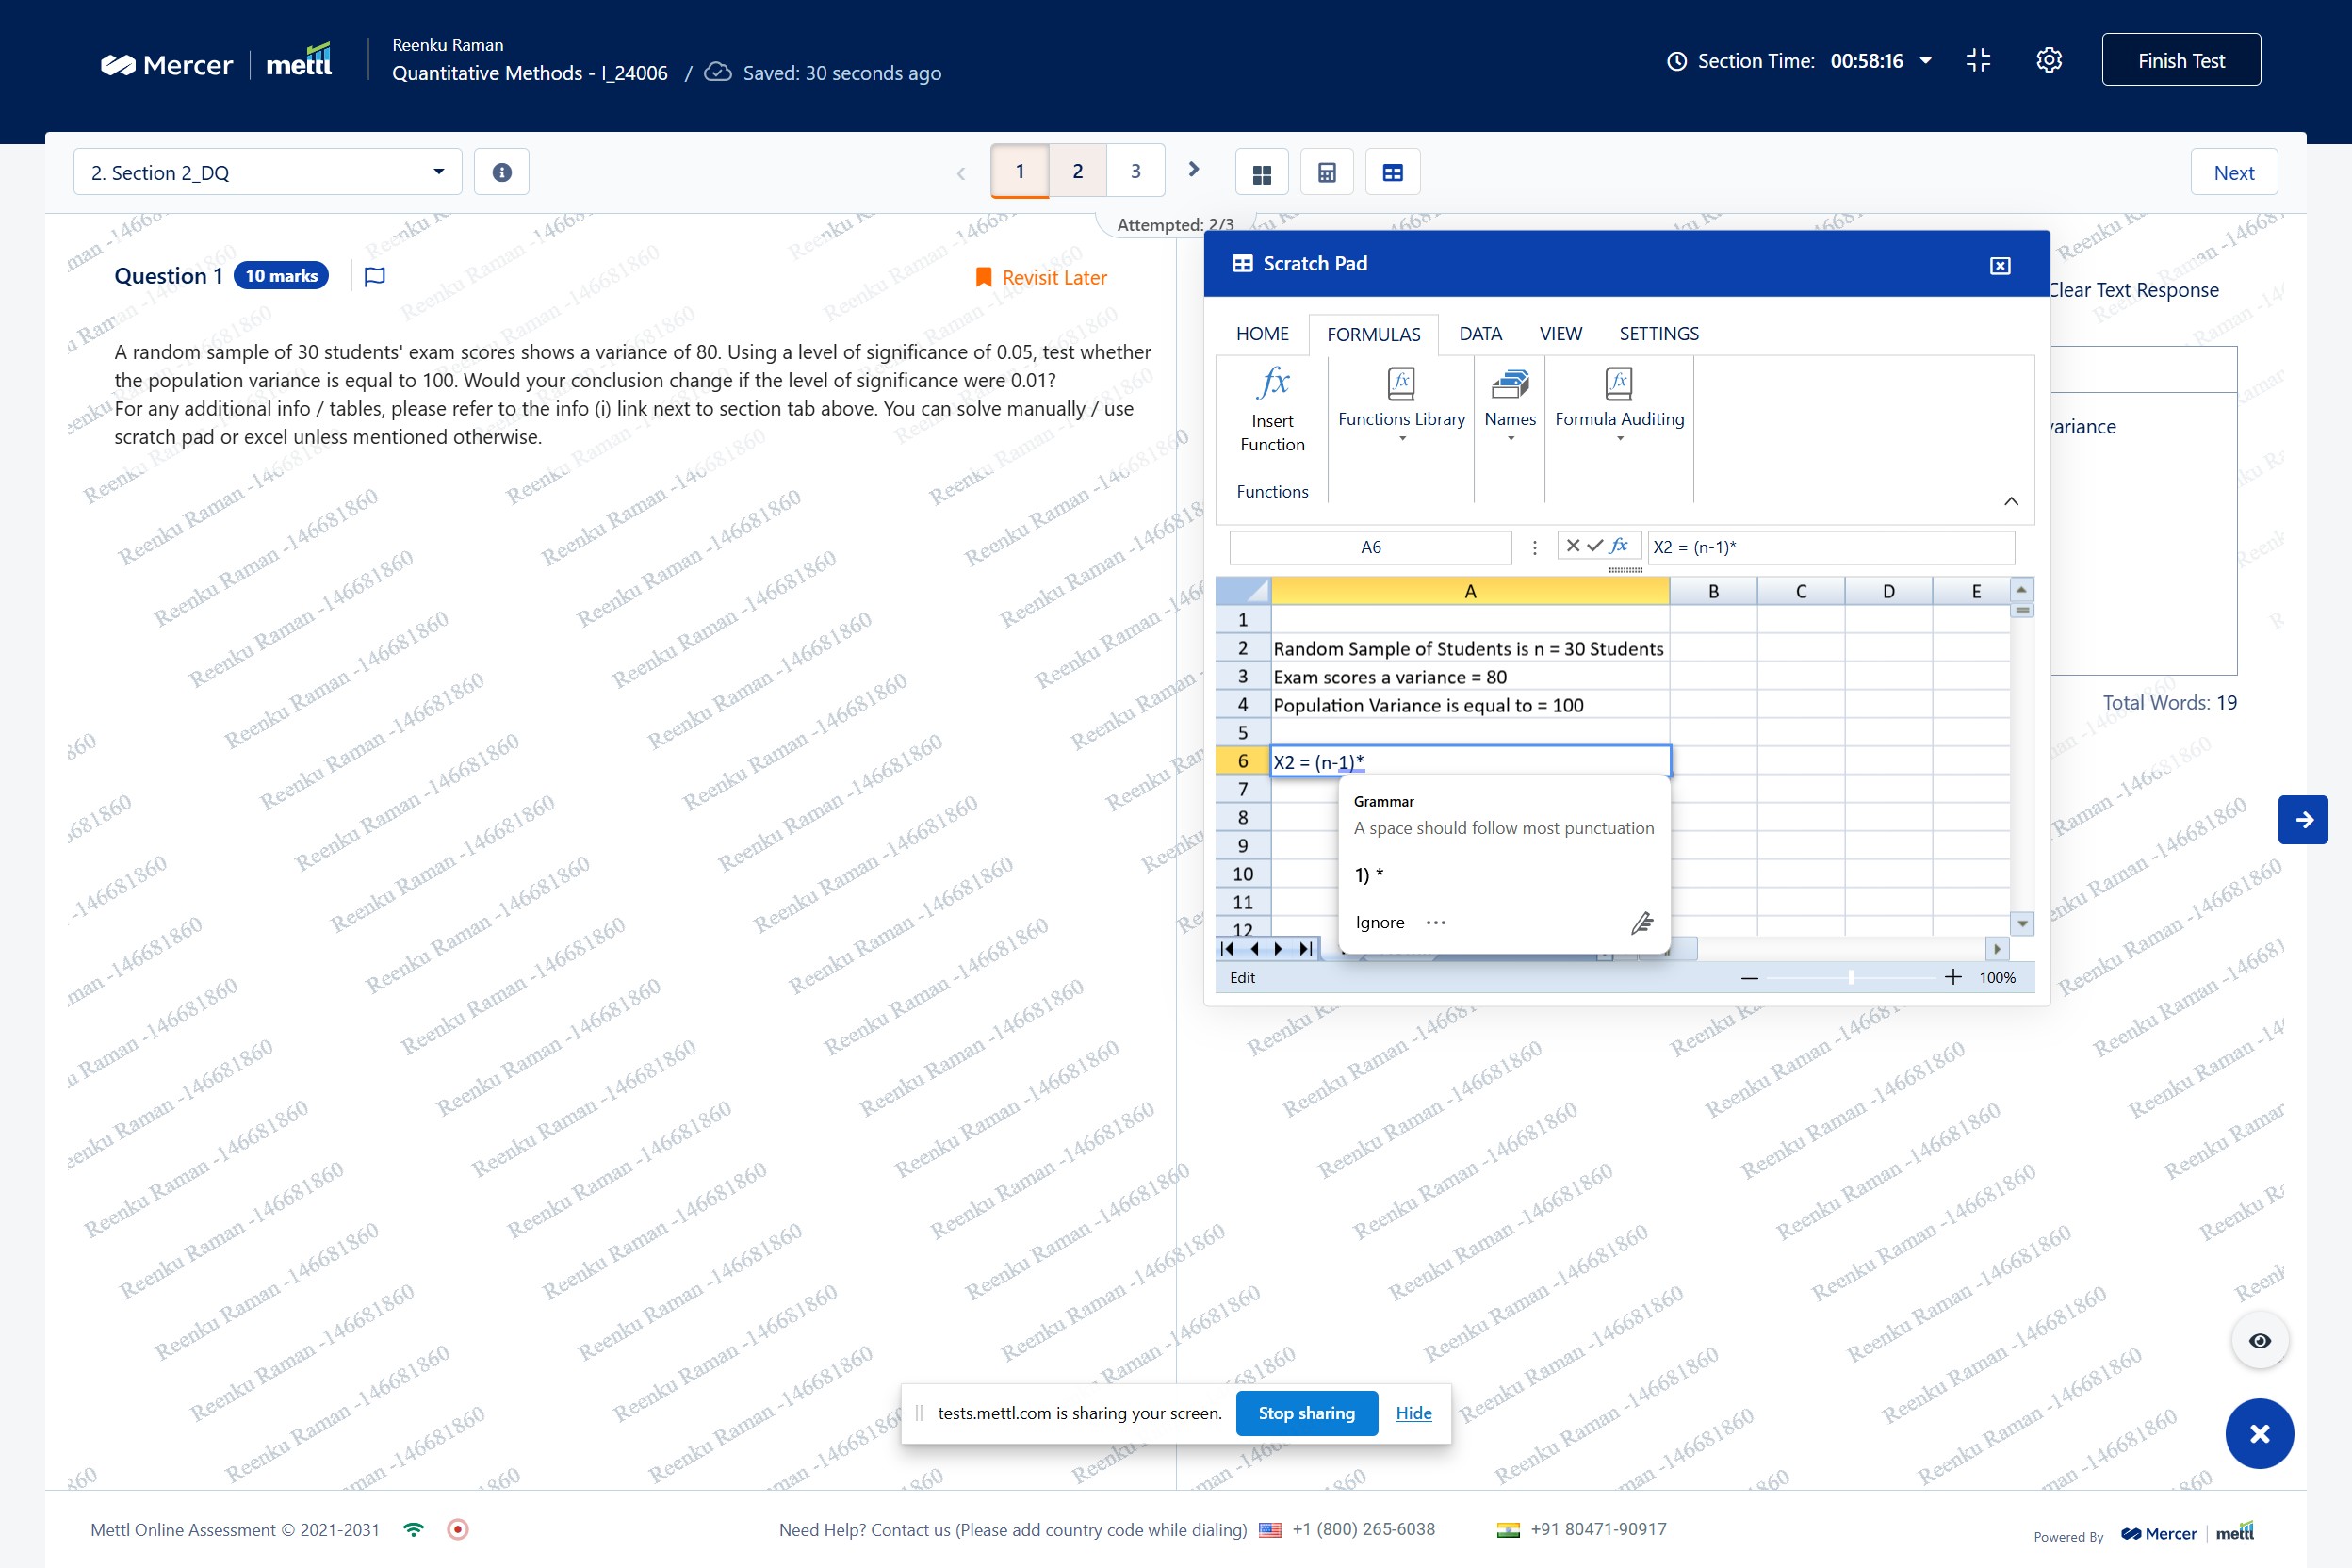 Mercer | mettl
Reenku Raman
Quantitative Methods - I_24006 / Saved: 30 seconds ago
Section Time: 00:58:16
Finish Test
2. Section 2_DQ
1 2 3
Next
Attempted: 2/3
Question 1 10 marks
Revisit Later
A random sample of 30 students' exam scores shows a variance of 80. Using a level of significance of 0.05, test whether
the population variance is equal to 100. Would your conclusion change if the level of significance were 0.01?
For any additional info / tables, please refer to the info (i) link next to section tab above. You can solve manually / use
scratch pad or excel unless mentioned otherwise.
Scratch Pad
Clear Text Response
HOME FORMULAS DATA VIEW SETTINGS
fx
Insert
Function
Functions
Functions Library
Names
Formula Auditing
variance
A6
fx
X2 = (n-1)*
A B C D E
1
2 Random Sample of Students is n = 30 Students
3 Exam scores a variance = 80
4 Population Variance is equal to = 100
5
6 X2 = (n-1)*
7
8
9
10
11
12
Grammar
A space should follow most punctuation
1) *
Ignore
Edit
100%
Total Words: 19
Reenku Raman -146681860
tests.mettl.com is sharing your screen.
Stop sharing
Hide
Mettl Online Assessment © 2021-2031
Need Help? Contact us (Please add country code while dialing) +1 (800) 265-6038 +91 80471-90917
Powered By Mercer | mettl